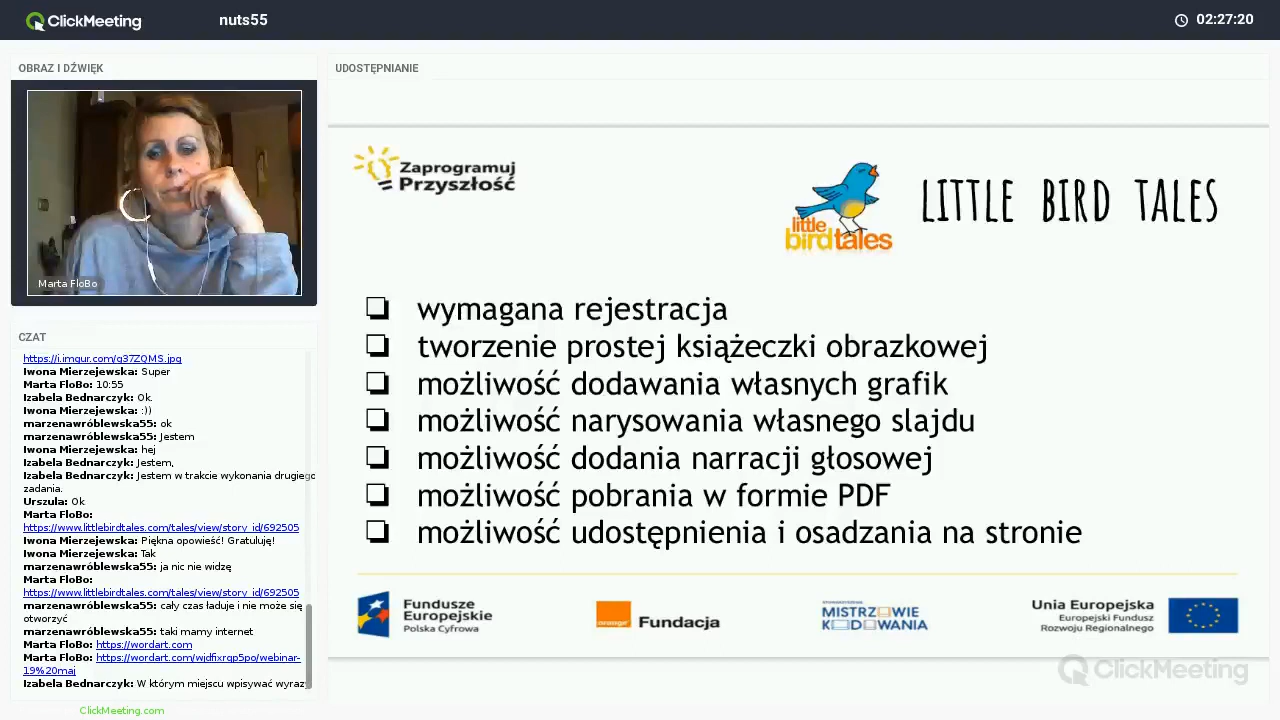 ClickMeeting
nuts55
02:27:20
OBRAZ I DŹWIĘK
Marta FloBo
CZAT
https://i.imgur.com/q37ZQMS.jpg
Iwona Mierzejewska: Super
Marta FloBo: 10:55
Izabela Bednarczyk: Ok.
Iwona Mierzejewska: :))
marzenawróblewska55: ok
marzenawróblewska55: Jestem
Iwona Mierzejewska: hej
Izabela Bednarczyk: Jestem,
Izabela Bednarczyk: Jestem w trakcie wykonania drugiego
zadania.
Urszula: Ok
Marta FloBo:
https://www.littlebirdtales.com/tales/view/story_id/692505
Iwona Mierzejewska: Piękna opowieść! Gratuluję!
Iwona Mierzejewska: Tak
marzenawróblewska55: ja nic nie widzę
Marta FloBo:
https://www.littlebirdtales.com/tales/view/story_id/692505
marzenawróblewska55: cały czas ładuje i nie może się
otworzyć
marzenawróblewska55: taki mamy internet
Marta FloBo: https://wordart.com
Marta FloBo: https://wordart.com/wjdfixrqp5po/webinar-
19%20maj
Izabela Bednarczyk: W którym miejscu wpisywać wyrazy
ClickMeeting.com
UDOSTĘPNIANIE
Zaprogramuj
Przyszłość
little
birdtales
LITTLE BIRD TALES
❏ wymagana rejestracja
❏ tworzenie prostej książeczki obrazkowej
❏ możliwość dodawania własnych grafik
❏ możliwość narysowania własnego slajdu
❏ możliwość dodania narracji głosowej
❏ możliwość pobrania w formie PDF
❏ możliwość udostępnienia i osadzania na stronie
Fundusze
Europejskie
Polska Cyfrowa
orange
Fundacja
MISTRZOWIE
KODOWANIA
Unia Europejska
Europejski Fundusz
Rozwoju Regionalnego
ClickMeeting